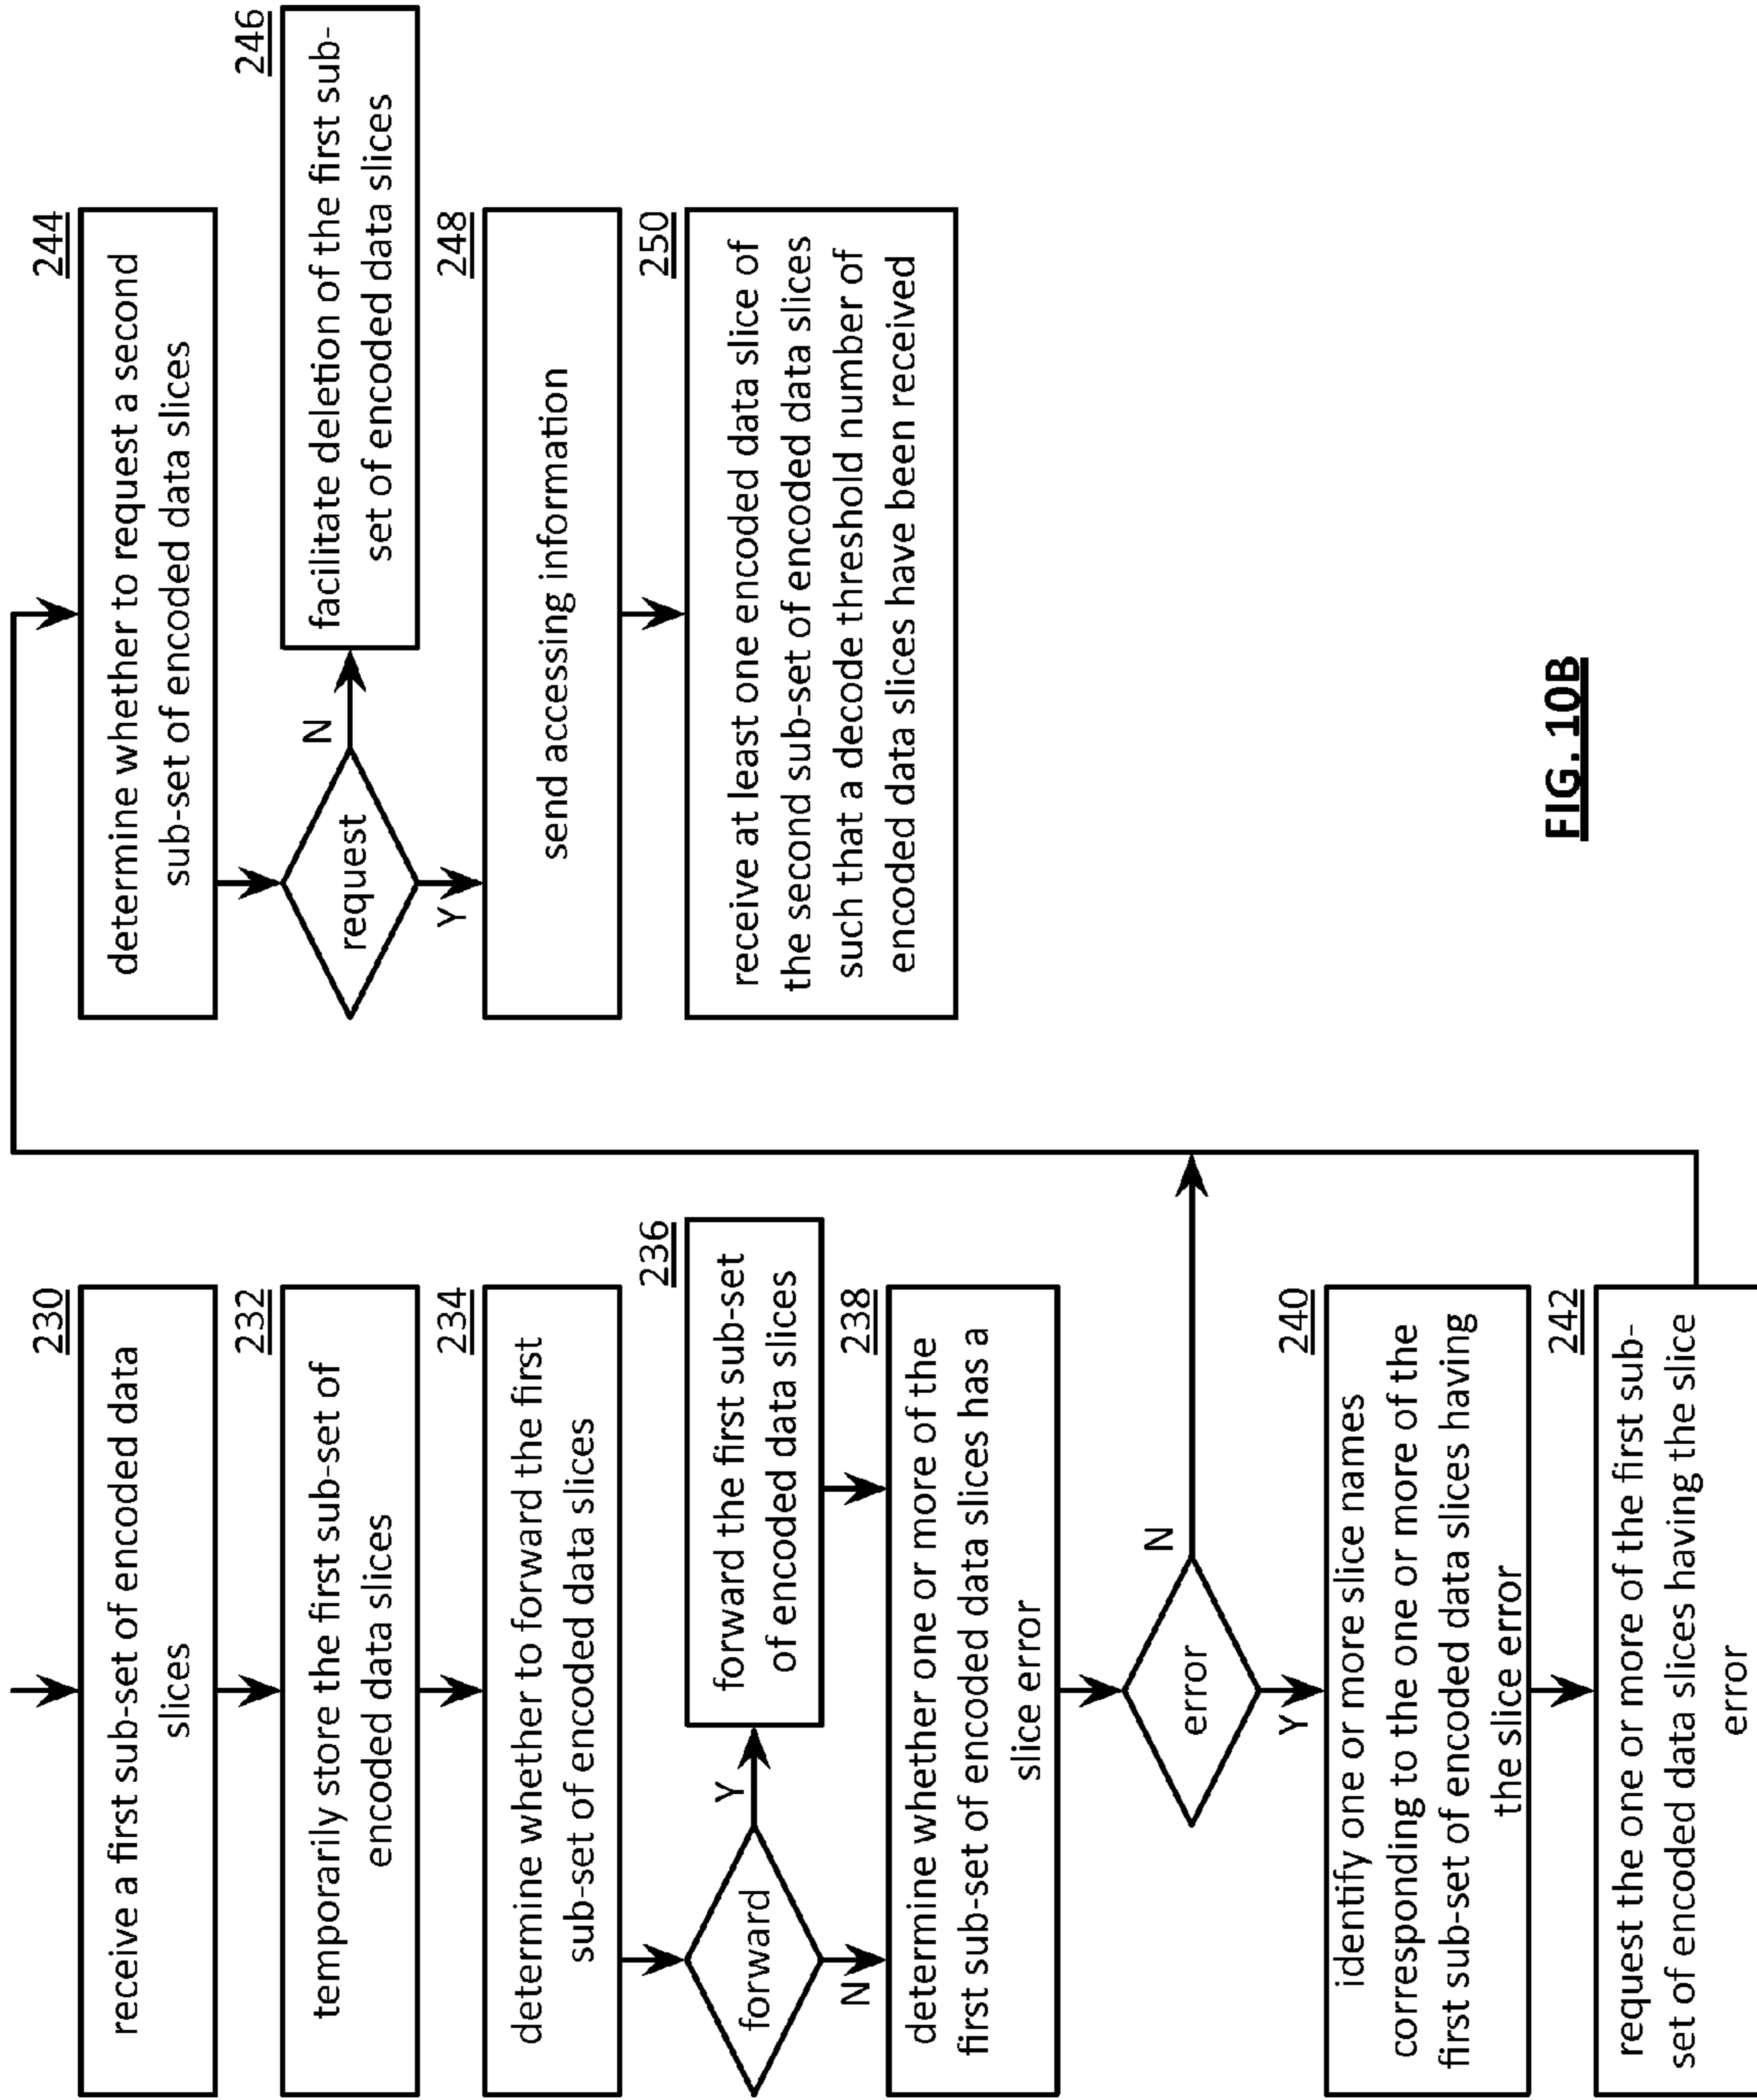 230
receive a first sub-set of encoded data
slices
232
temporarily store the first sub-set of
encoded data slices
234
determine whether to forward the first
sub-set of encoded data slices
forward
Y
N
236
forward the first sub-set
of encoded data slices
238
determine whether one or more of the
first sub-set of encoded data slices has a
slice error
error
N
Y
240
identify one or more slice names
corresponding to the one or more of the
first sub-set of encoded data slices having
the slice error
242
request the one or more of the first sub-
set of encoded data slices having the slice
error
244
determine whether to request a second
sub-set of encoded data slices
request
N
Y
246
facilitate deletion of the first sub-
set of encoded data slices
248
send accessing information
250
receive at least one encoded data slice of
the second sub-set of encoded data slices
such that a decode threshold number of
encoded data slices have been received
FIG. 10B